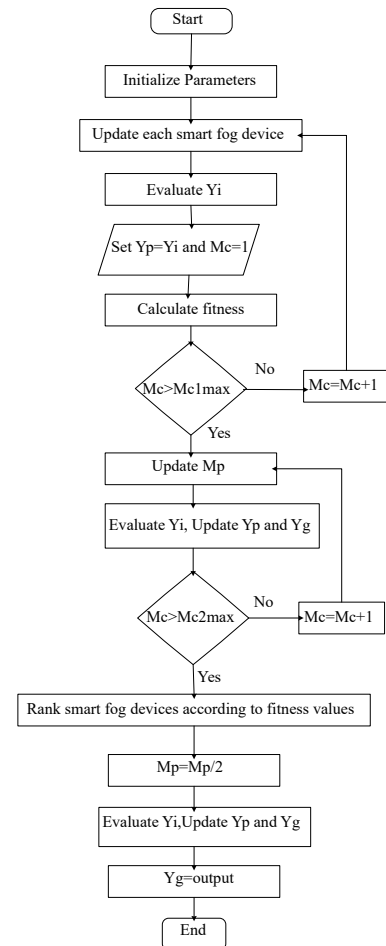 Start
Initialize Parameters
Update each smart fog device
Evaluate Yi
Set Yp=Yi and Mc=1
Calculate fitness
Mc>Mc1max
No
Mc=Mc+1
Yes
Update Mp
Evaluate Yi, Update Yp and Yg
Mc>Mc2max
No
Mc=Mc+1
Yes
Rank smart fog devices according to fitness values
Mp=Mp/2
Evaluate Yi,Update Yp and Yg
Yg=output
End